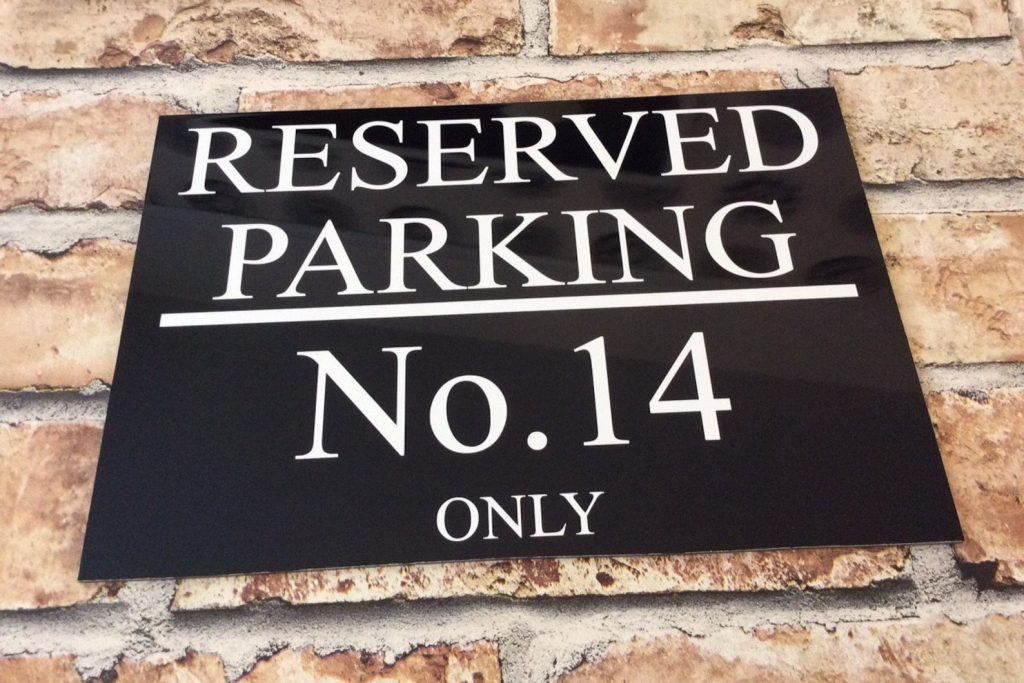 RESERVED
PARKING
No.14
ONLY